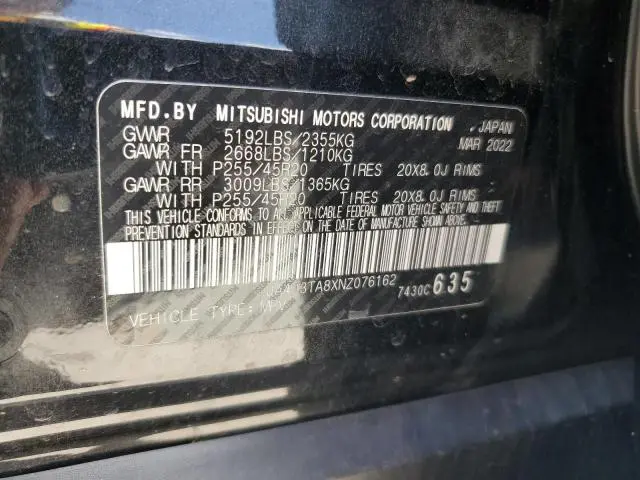 MFD.BY MITSUBISHI MOTORS CORPORATION, JAPAN
GVWR 5192LBS/2355KG MAR 2022
GAWR FR 2668LBS/1210KG
WITH P255/45R20 TIRES 20X8.0J RIMS
GAWR RR 3009LBS/1365KG
WITH P255/45R20 TIRES 20X8.0J RIMS
THIS VEHICLE CONFORMS TO ALL APPLICABLE FEDERAL MOTOR VEHICLE SAFETY AND THEFT
PREVENTION STANDARDS IN EFFECT ON THE DATE OF MANUFACTURE SHOWN ABOVE.
TA8XNZ076162
7430C 635
VEHICLE TYPE: MPV